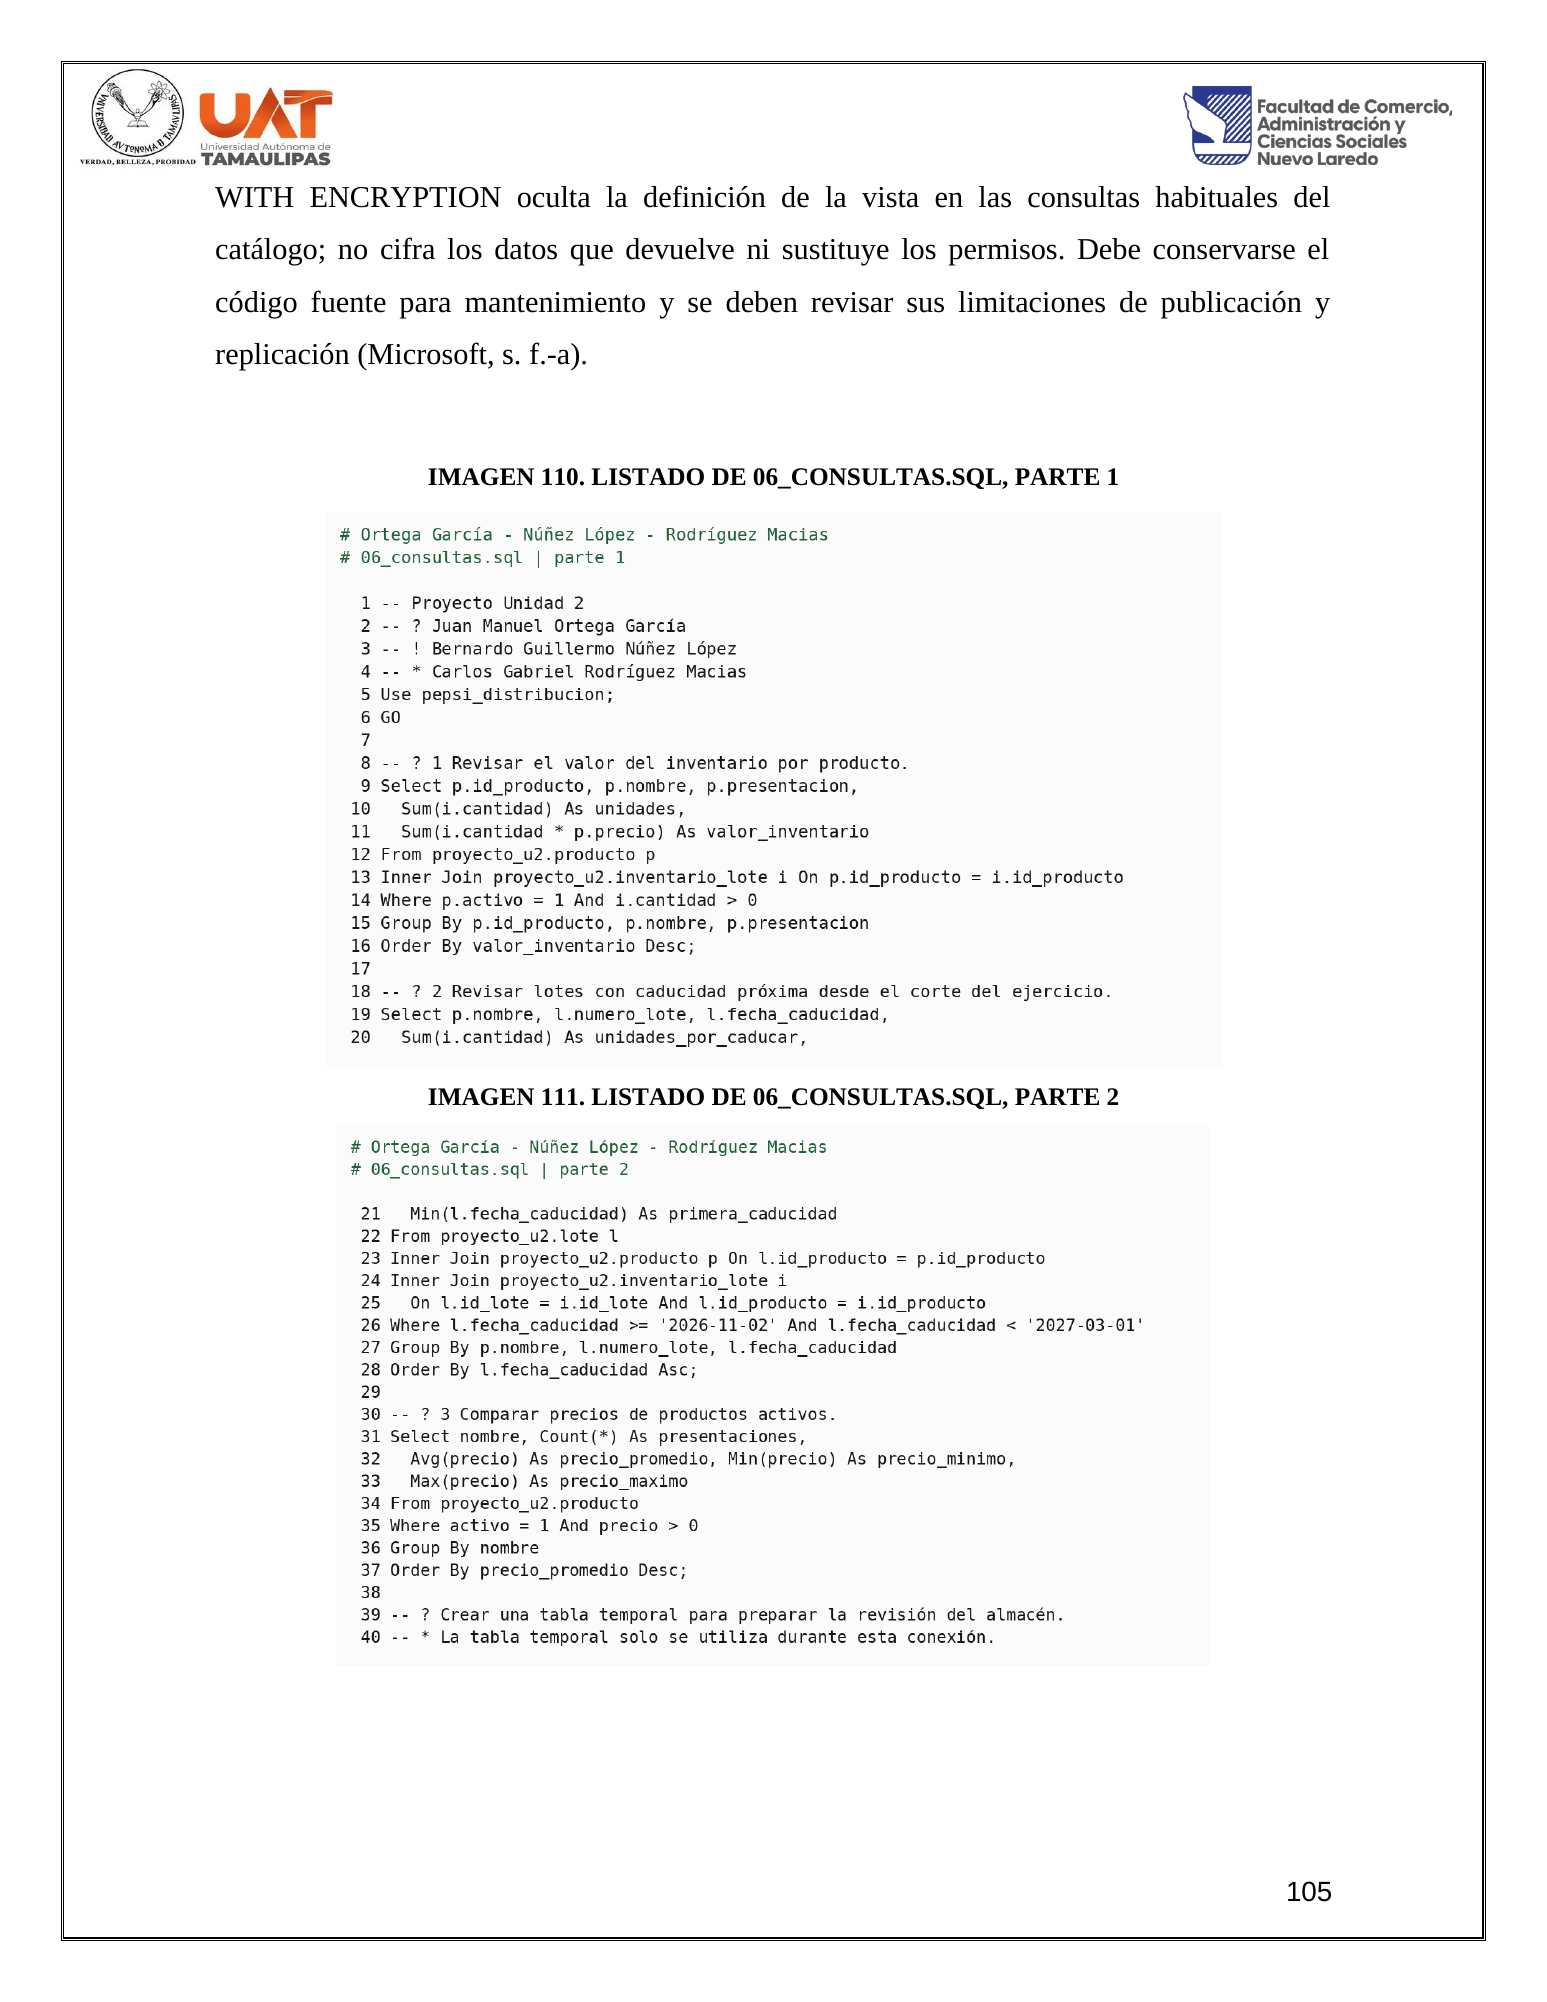 UNIVERSIDAD AUTONOMA DE TAMAULIPAS
VERDAD, BELLEZA, PROBIDAD
UAT
Universidad Autónoma de
TAMAULIPAS
Facultad de Comercio,
Administración y
Ciencias Sociales
Nuevo Laredo
WITH ENCRYPTION oculta la definición de la vista en las consultas habituales del
catálogo; no cifra los datos que devuelve ni sustituye los permisos. Debe conservarse el
código fuente para mantenimiento y se deben revisar sus limitaciones de publicación y
replicación (Microsoft, s. f.-a).
IMAGEN 110. LISTADO DE 06_CONSULTAS.SQL, PARTE 1
# Ortega García - Núñez López - Rodríguez Macias
# 06_consultas.sql | parte 1
1 -- Proyecto Unidad 2
2 -- ? Juan Manuel Ortega García
3 -- ! Bernardo Guillermo Núñez López
4 -- * Carlos Gabriel Rodríguez Macias
5 Use pepsi_distribucion;
6 GO
7
8 -- ? 1 Revisar el valor del inventario por producto.
9 Select p.id_producto, p.nombre, p.presentacion,
10   Sum(i.cantidad) As unidades,
11   Sum(i.cantidad * p.precio) As valor_inventario
12 From proyecto_u2.producto p
13 Inner Join proyecto_u2.inventario_lote i On p.id_producto = i.id_producto
14 Where p.activo = 1 And i.cantidad > 0
15 Group By p.id_producto, p.nombre, p.presentacion
16 Order By valor_inventario Desc;
17
18 -- ? 2 Revisar lotes con caducidad próxima desde el corte del ejercicio.
19 Select p.nombre, l.numero_lote, l.fecha_caducidad,
20   Sum(i.cantidad) As unidades_por_caducar,
IMAGEN 111. LISTADO DE 06_CONSULTAS.SQL, PARTE 2
# Ortega García - Núñez López - Rodríguez Macias
# 06_consultas.sql | parte 2
21   Min(l.fecha_caducidad) As primera_caducidad
22 From proyecto_u2.lote l
23 Inner Join proyecto_u2.producto p On l.id_producto = p.id_producto
24 Inner Join proyecto_u2.inventario_lote i
25   On l.id_lote = i.id_lote And l.id_producto = i.id_producto
26 Where l.fecha_caducidad >= '2026-11-02' And l.fecha_caducidad < '2027-03-01'
27 Group By p.nombre, l.numero_lote, l.fecha_caducidad
28 Order By l.fecha_caducidad Asc;
29
30 -- ? 3 Comparar precios de productos activos.
31 Select nombre, Count(*) As presentaciones,
32   Avg(precio) As precio_promedio, Min(precio) As precio_minimo,
33   Max(precio) As precio_maximo
34 From proyecto_u2.producto
35 Where activo = 1 And precio > 0
36 Group By nombre
37 Order By precio_promedio Desc;
38
39 -- ? Crear una tabla temporal para preparar la revisión del almacén.
40 -- * La tabla temporal solo se utiliza durante esta conexión.
105